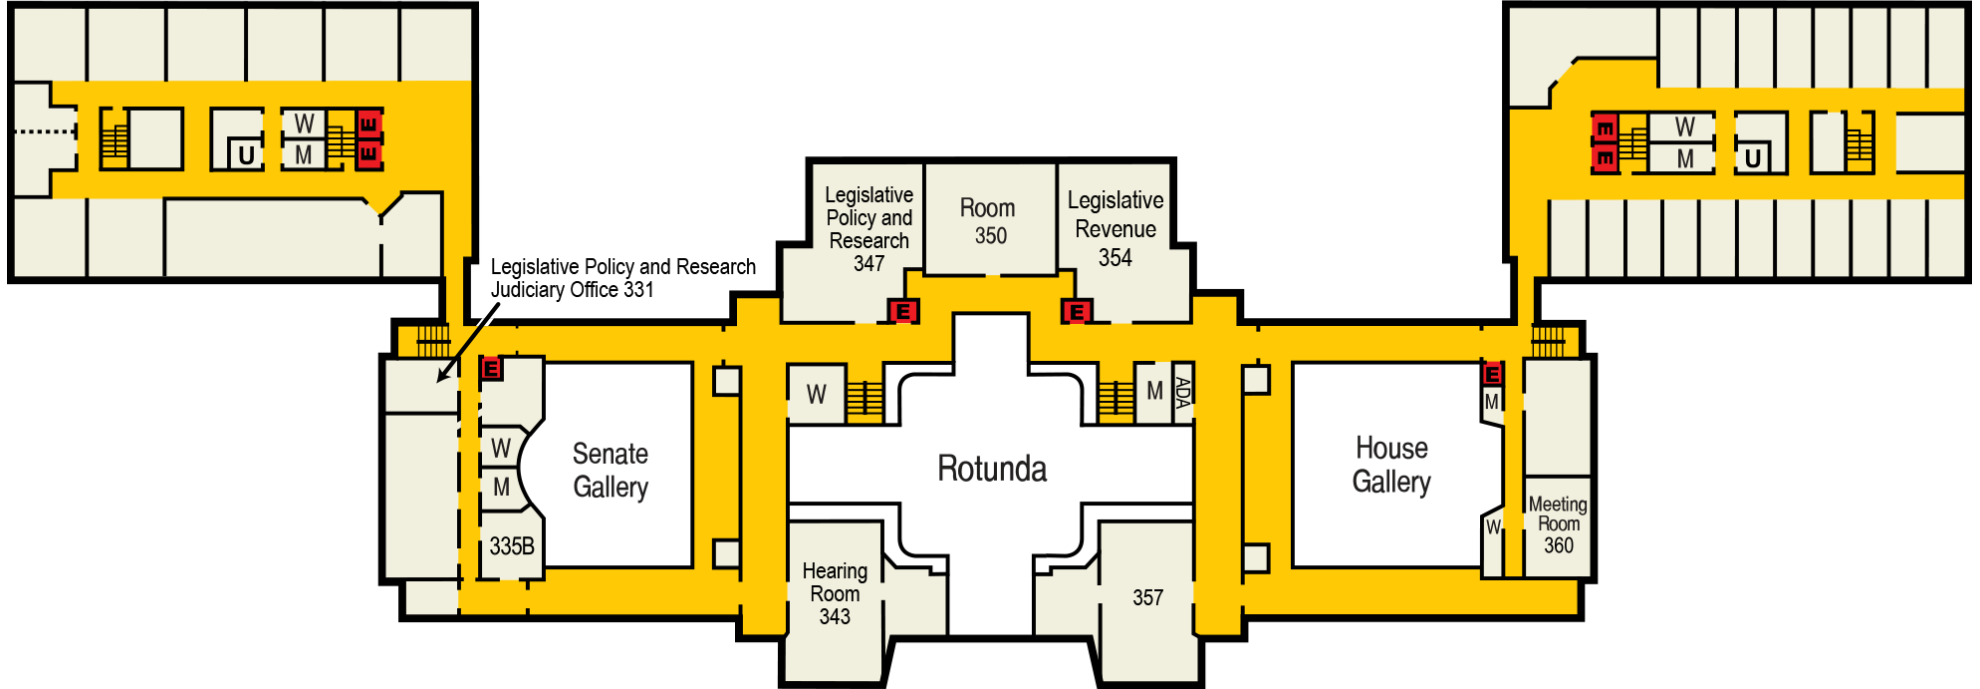 W
M
U
E
E
E
E
W
M
U
Legislative
Policy and
Research
347
Room
350
Legislative
Revenue
354
Legislative Policy and Research
Judiciary Office 331
E
E
E
W
M
335B
Senate
Gallery
W
M
ADA
Rotunda
House
Gallery
E
M
W
Meeting
Room
360
Hearing
Room
343
357